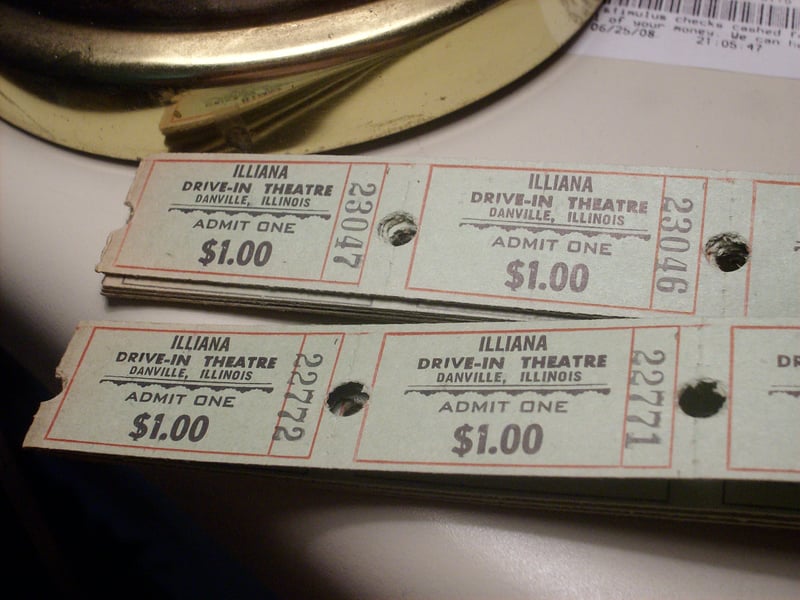 stimulus checks cashed
of your money. We can
06/25/08 21:05:47
ILLIANA
DRIVE-IN THEATRE
DANVILLE, ILLINOIS
ADMIT ONE
$1.00
23047
ILLIANA
DRIVE-IN THEATRE
DANVILLE, ILLINOIS
ADMIT ONE
$1.00
23046
ILLIANA
DRIVE-IN THEATRE
DANVILLE, ILLINOIS
ADMIT ONE
$1.00
22772
ILLIANA
DRIVE-IN THEATRE
DANVILLE, ILLINOIS
ADMIT ONE
$1.00
22771
DR